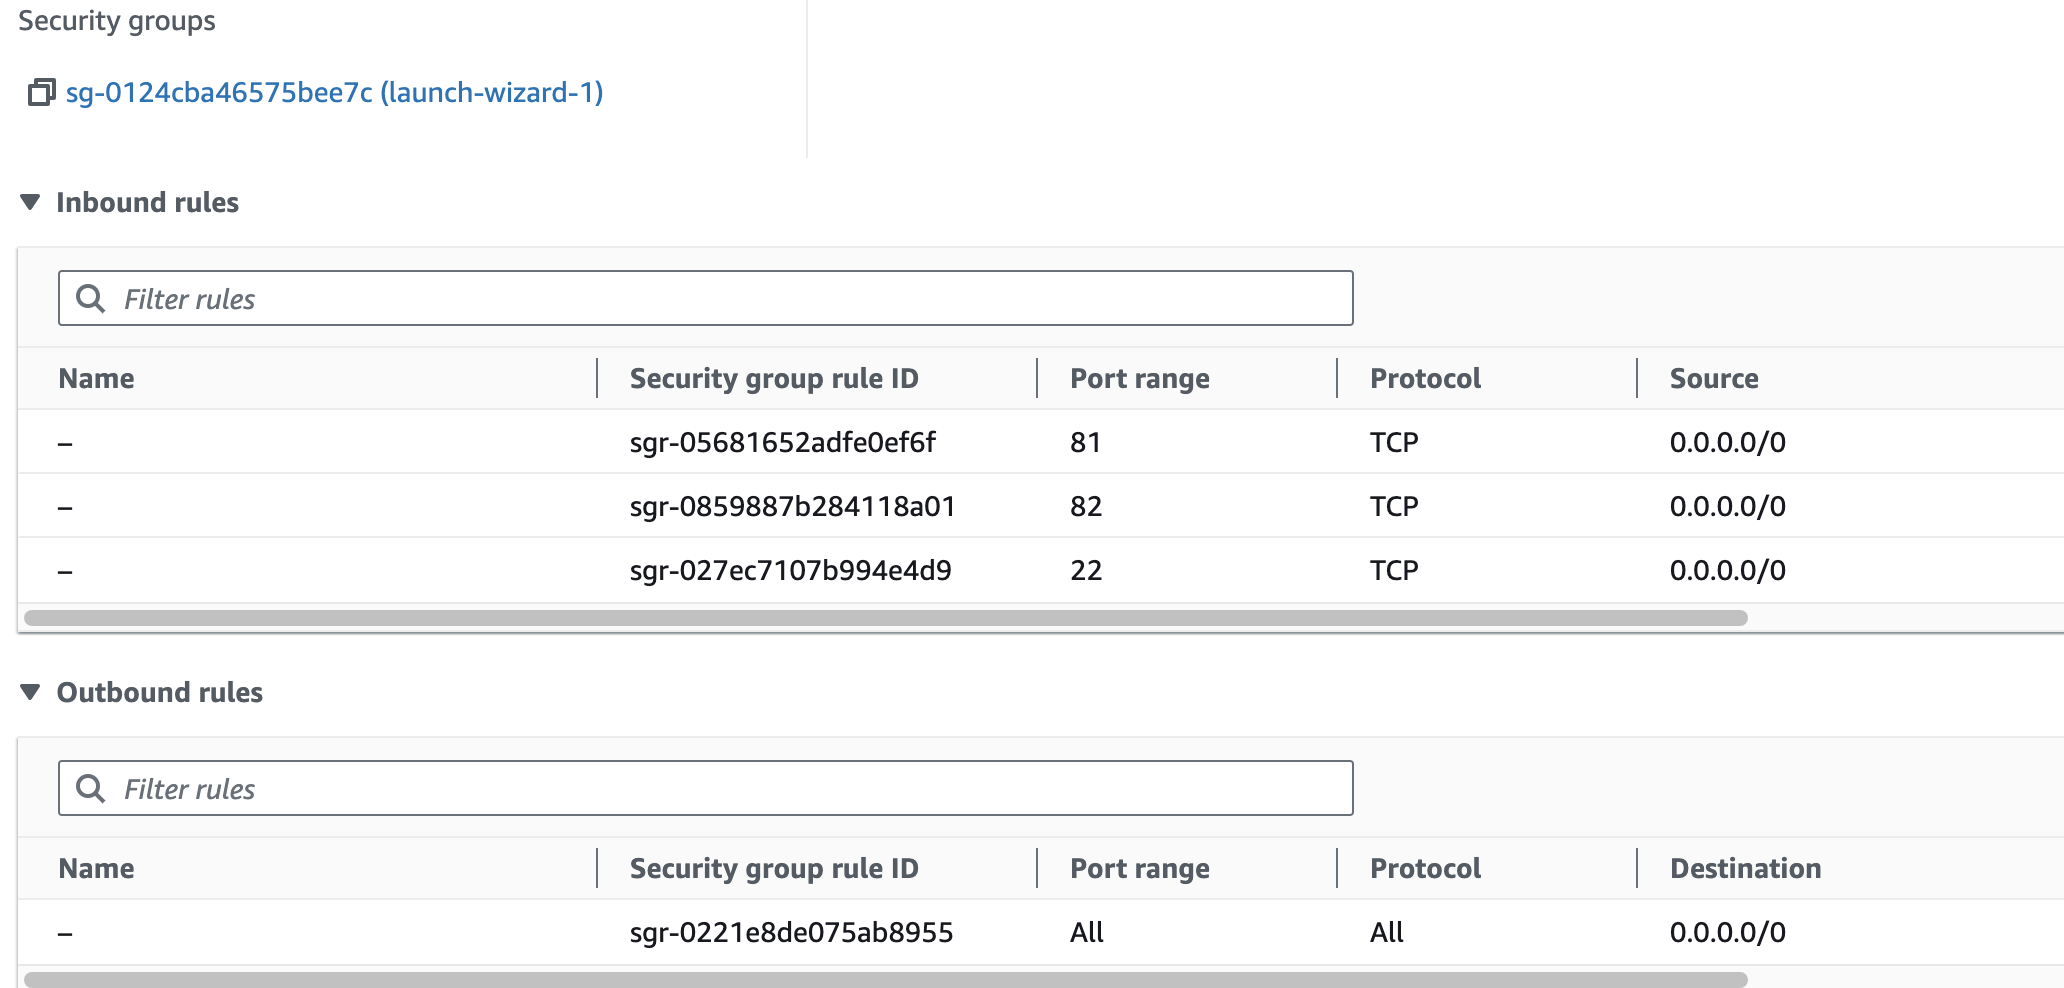 Security groups
sg-0124cba46575bee7c (launch-wizard-1)
Inbound rules
Filter rules
Name Security group rule ID Port range Protocol Source
– sgr-05681652adfe0ef6f 81 TCP 0.0.0.0/0
– sgr-0859887b284118a01 82 TCP 0.0.0.0/0
– sgr-027ec7107b994e4d9 22 TCP 0.0.0.0/0
Outbound rules
Filter rules
Name Security group rule ID Port range Protocol Destination
– sgr-0221e8de075ab8955 All All 0.0.0.0/0